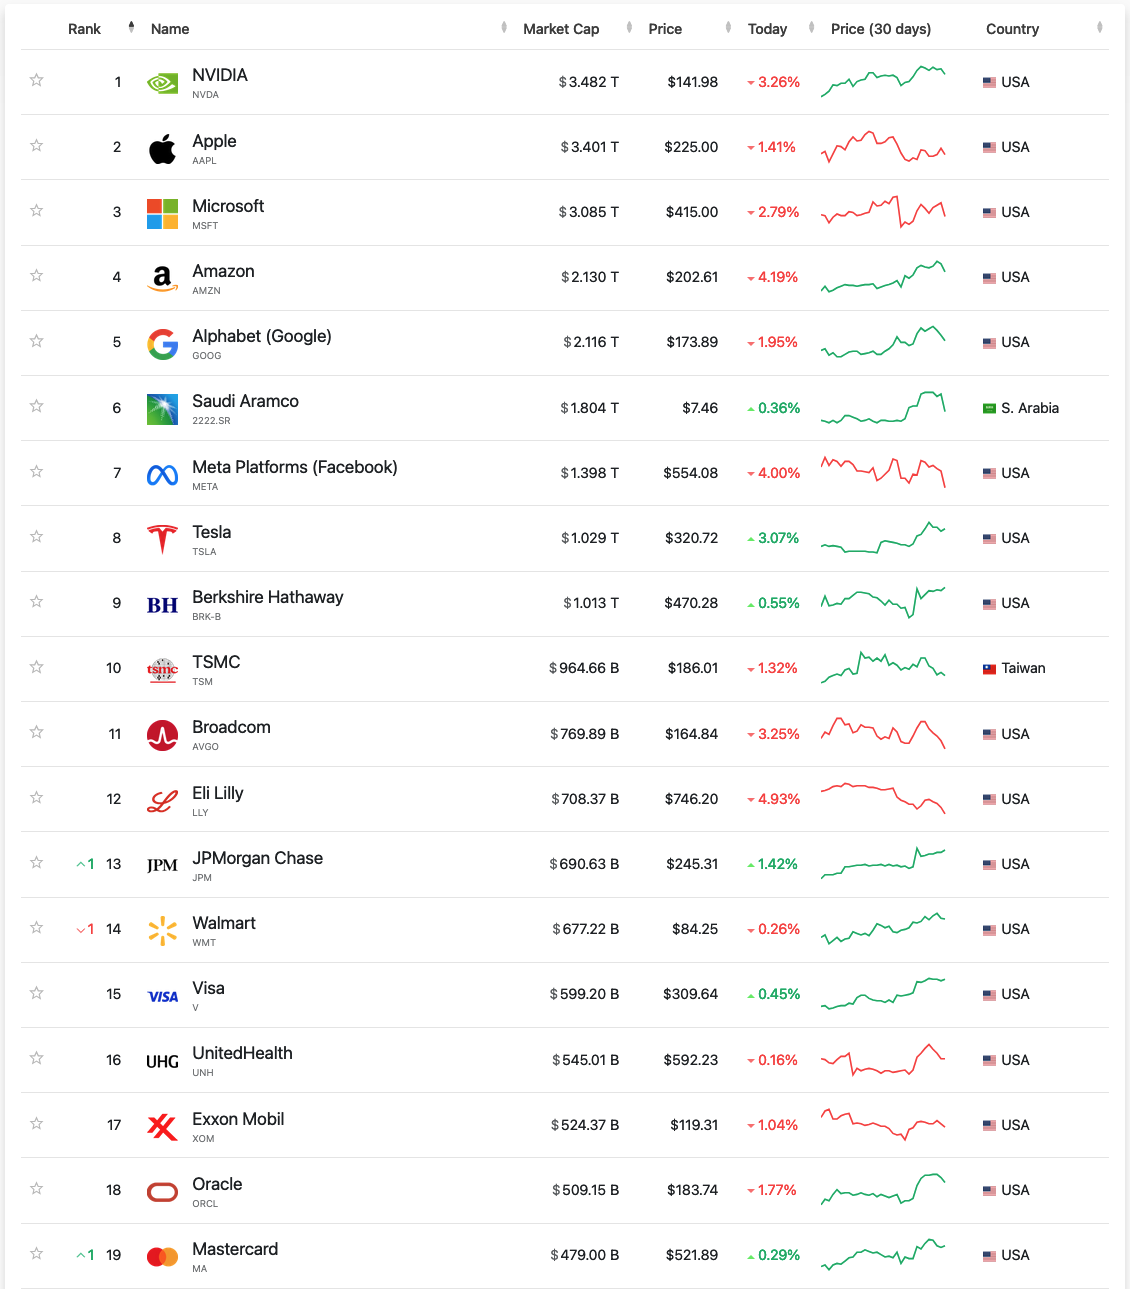 Rank Name Market Cap Price Today Price (30 days) Country
1 NVIDIA $3.482 T $141.98 3.26% USA
NVDA
2 Apple $3.401 T $225.00 1.41% USA
AAPL
3 Microsoft $3.085 T $415.00 2.79% USA
MSFT
4 a Amazon $2.130 T $202.61 4.19% USA
AMZN
5 G Alphabet (Google) $2.116 T $173.89 1.95% USA
GOOG
6 Saudi Aramco $1.804 T $7.46 0.36% S. Arabia
2222.SR
7 Meta Platforms (Facebook) $1.398 T $554.08 4.00% USA
META
8 Tesla $1.029 T $320.72 3.07% USA
TSLA
9 BH Berkshire Hathaway $1.013 T $470.28 0.55% USA
BRK-B
10 tsmc TSMC $964.66 B $186.01 1.32% Taiwan
TSM
11 Broadcom $769.89 B $164.84 3.25% USA
AVGO
12 L Eli Lilly $708.37 B $746.20 4.93% USA
LLY
1 13 JPM JPMorgan Chase $690.63 B $245.31 1.42% USA
JPM
1 14 Walmart $677.22 B $84.25 0.26% USA
WMT
15 VISA Visa $599.20 B $309.64 0.45% USA
V
16 UHG UnitedHealth $545.01 B $592.23 0.16% USA
UNH
17 Exxon Mobil $524.37 B $119.31 1.04% USA
XOM
18 Oracle $509.15 B $183.74 1.77% USA
ORCL
1 19 Mastercard $479.00 B $521.89 0.29% USA
MA